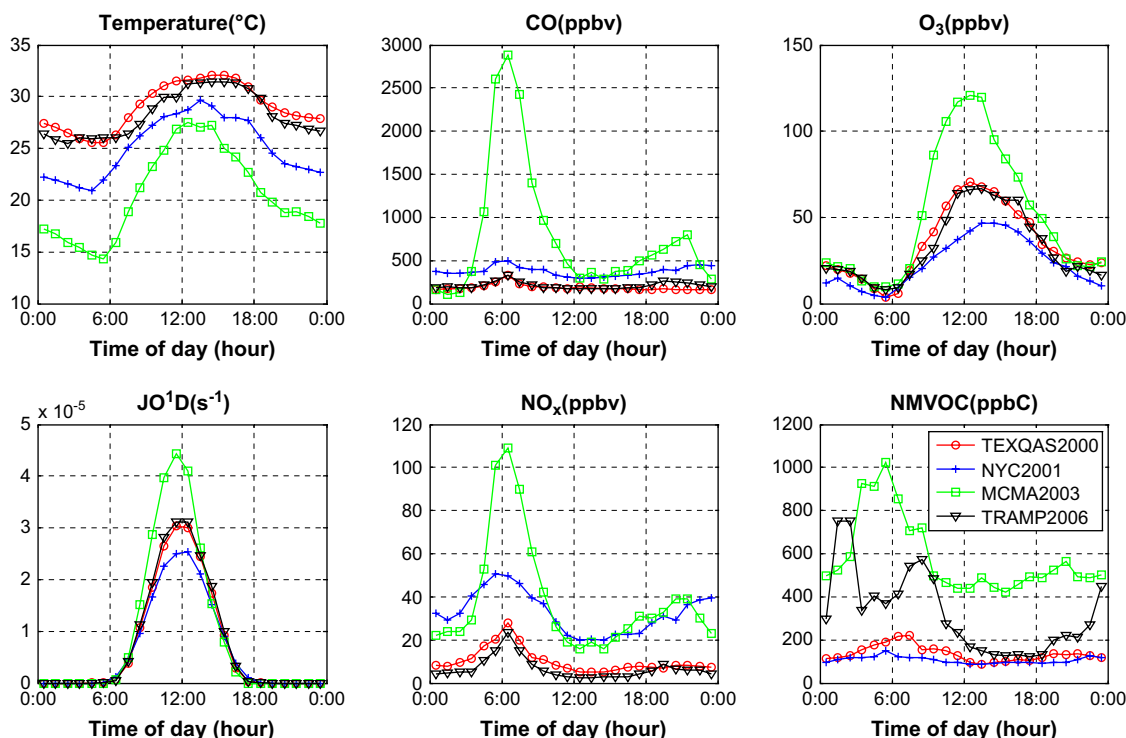 Temperature(°C)
35
30
25
20
15
10
0:00 6:00 12:00 18:00 0:00
Time of day (hour)
CO(ppbv)
3000
2500
2000
1500
1000
500
0
0:00 6:00 12:00 18:00 0:00
Time of day (hour)
O₃(ppbv)
150
100
50
0
0:00 6:00 12:00 18:00 0:00
Time of day (hour)
JO¹D(s⁻¹)
x 10⁻⁵
5
4
3
2
1
0
0:00 6:00 12:00 18:00 0:00
Time of day (hour)
NOₓ(ppbv)
120
100
80
60
40
20
0
0:00 6:00 12:00 18:00 0:00
Time of day (hour)
NMVOC(ppbC)
1200
1000
800
600
400
200
0
TEXQAS2000
NYC2001
MCMA2003
TRAMP2006
0:00 6:00 12:00 18:00 0:00
Time of day (hour)